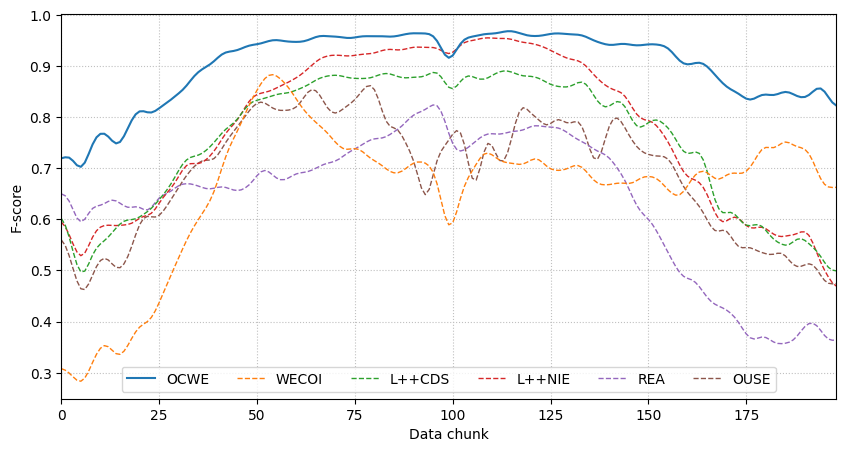 1.0
0.9
0.8
0.7
0.6
0.5
0.4
0.3
F-score
OCWE WECOI L++CDS L++NIE REA OUSE
0 25 50 75 100 125 150 175
Data chunk